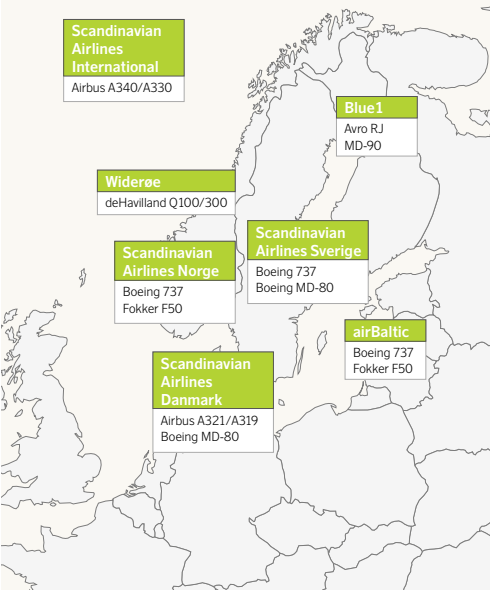 Scandinavian
Airlines
International
Airbus A340/A330
Blue1
Avro RJ
MD-90
Widerøe
deHavilland Q100/300
Scandinavian
Airlines Sverige
Boeing 737
Boeing MD-80
Scandinavian
Airlines Norge
Boeing 737
Fokker F50
airBaltic
Boeing 737
Fokker F50
Scandinavian
Airlines
Danmark
Airbus A321/A319
Boeing MD-80